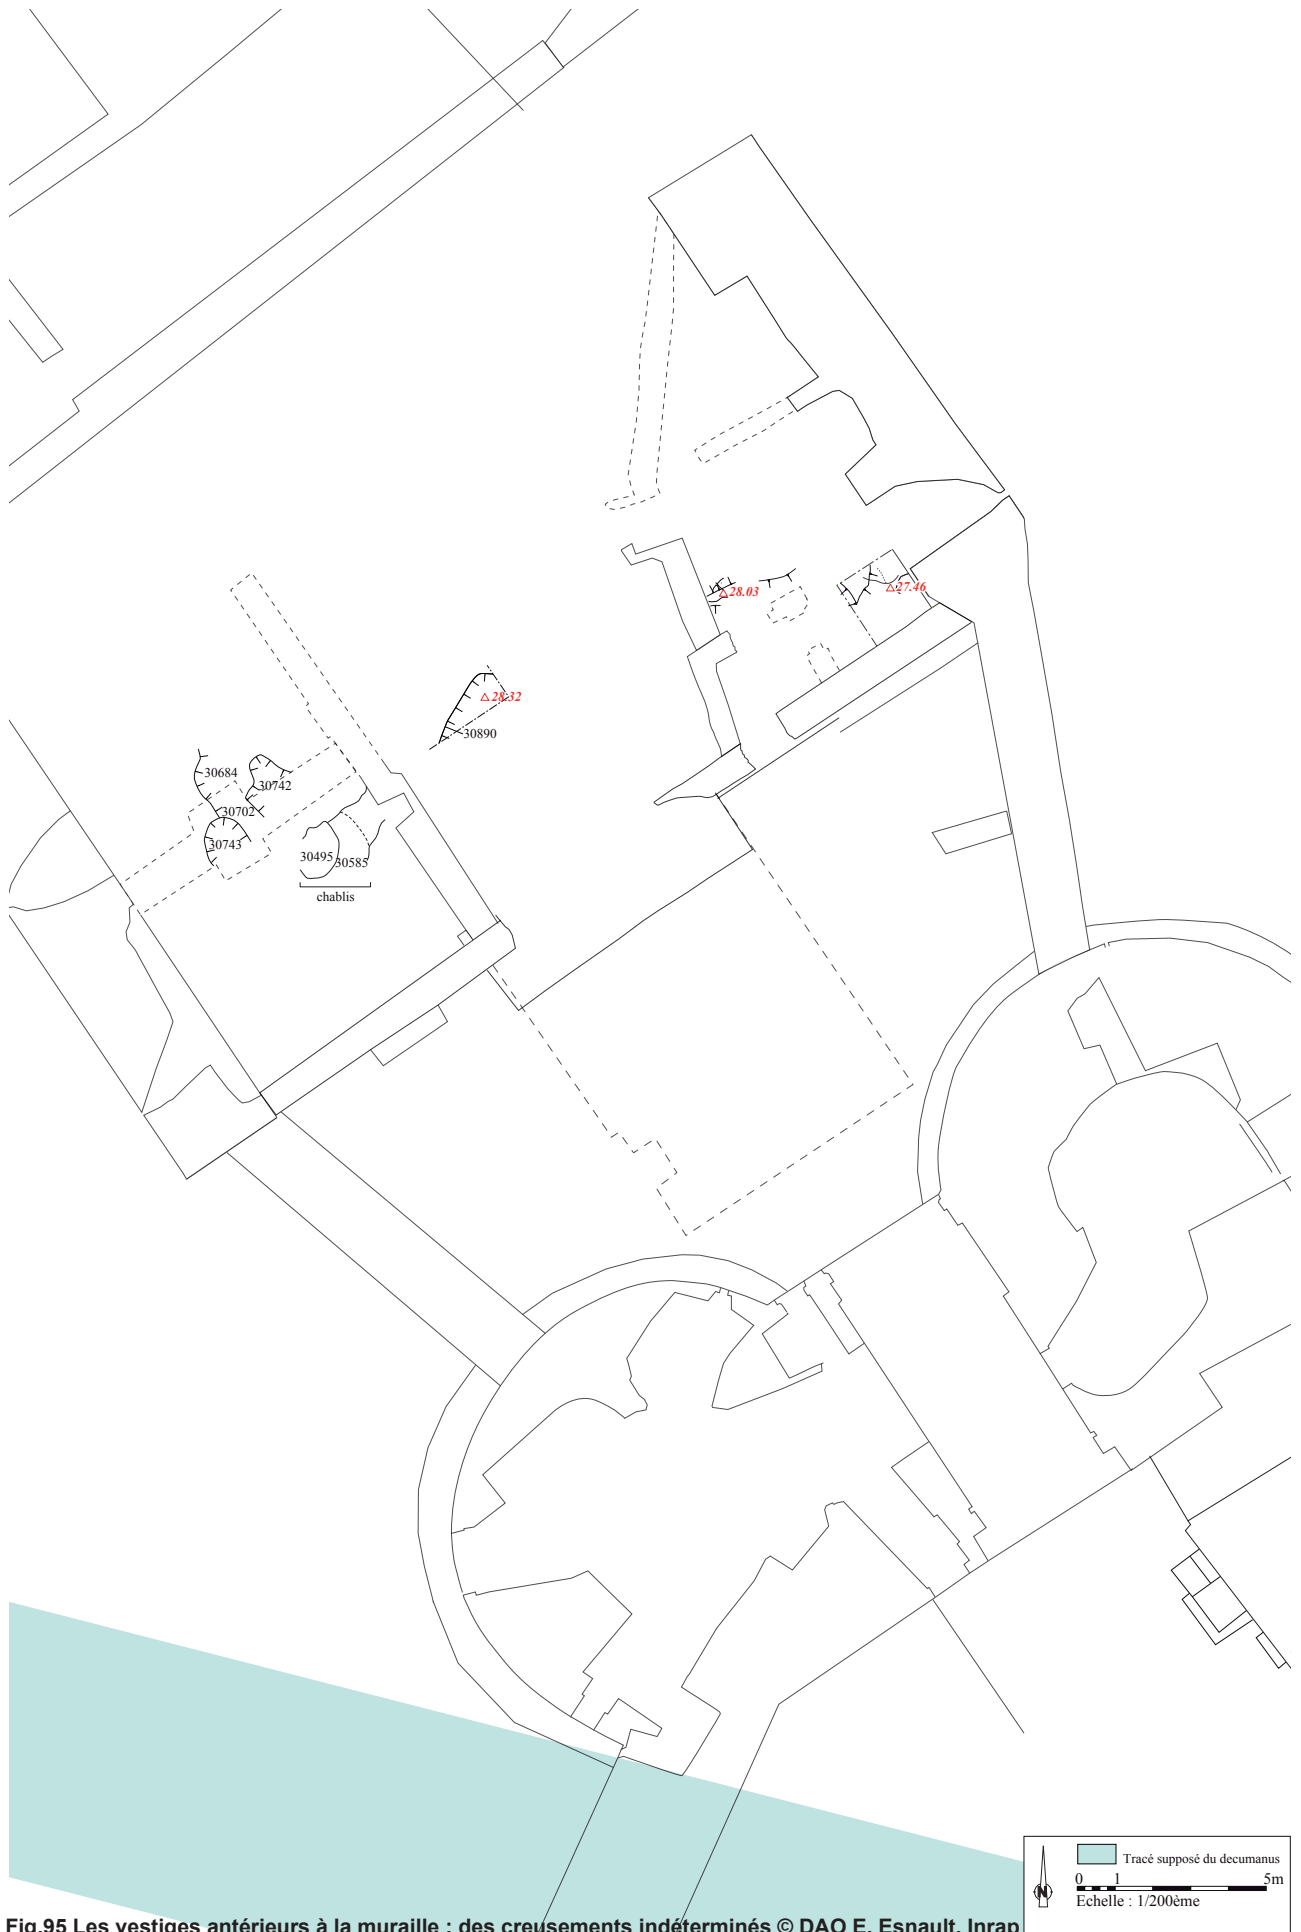 28.03
27.46
28.32
30890
30684
30742
30702
30743
30495
30585
chablis
Tracé supposé du decumanus
0 1 5m
Echelle : 1/200ème
N
Fig.95 Les vestiges antérieurs à la muraille : des creusements indéterminés © DAO E. Esnault, Inrap